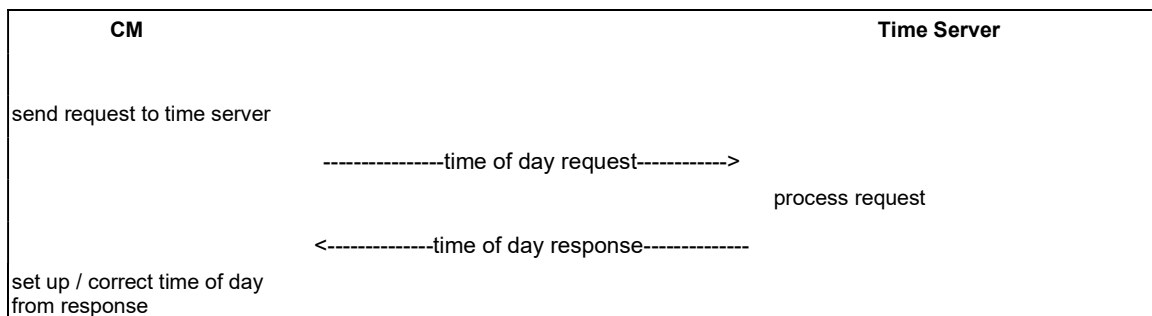 CM Time Server
send request to time server
----------------time of day request------------>
process request
<--------------time of day response--------------
set up / correct time of day
from response